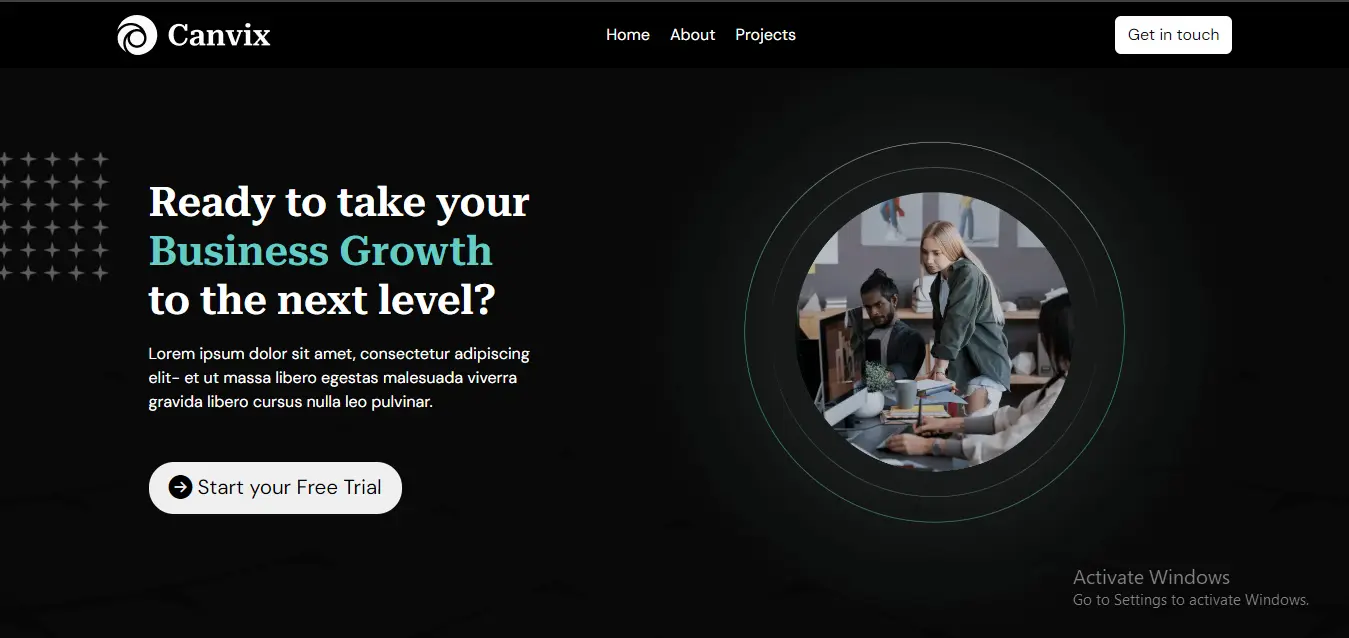 Canvix
Home
About
Projects
Get in touch
Ready to take your
Business Growth
to the next level?
Lorem ipsum dolor sit amet, consectetur adipiscing
elit- et ut massa libero egestas malesuada viverra
gravida libero cursus nulla leo pulvinar.
Start your Free Trial
Activate Windows
Go to Settings to activate Windows.